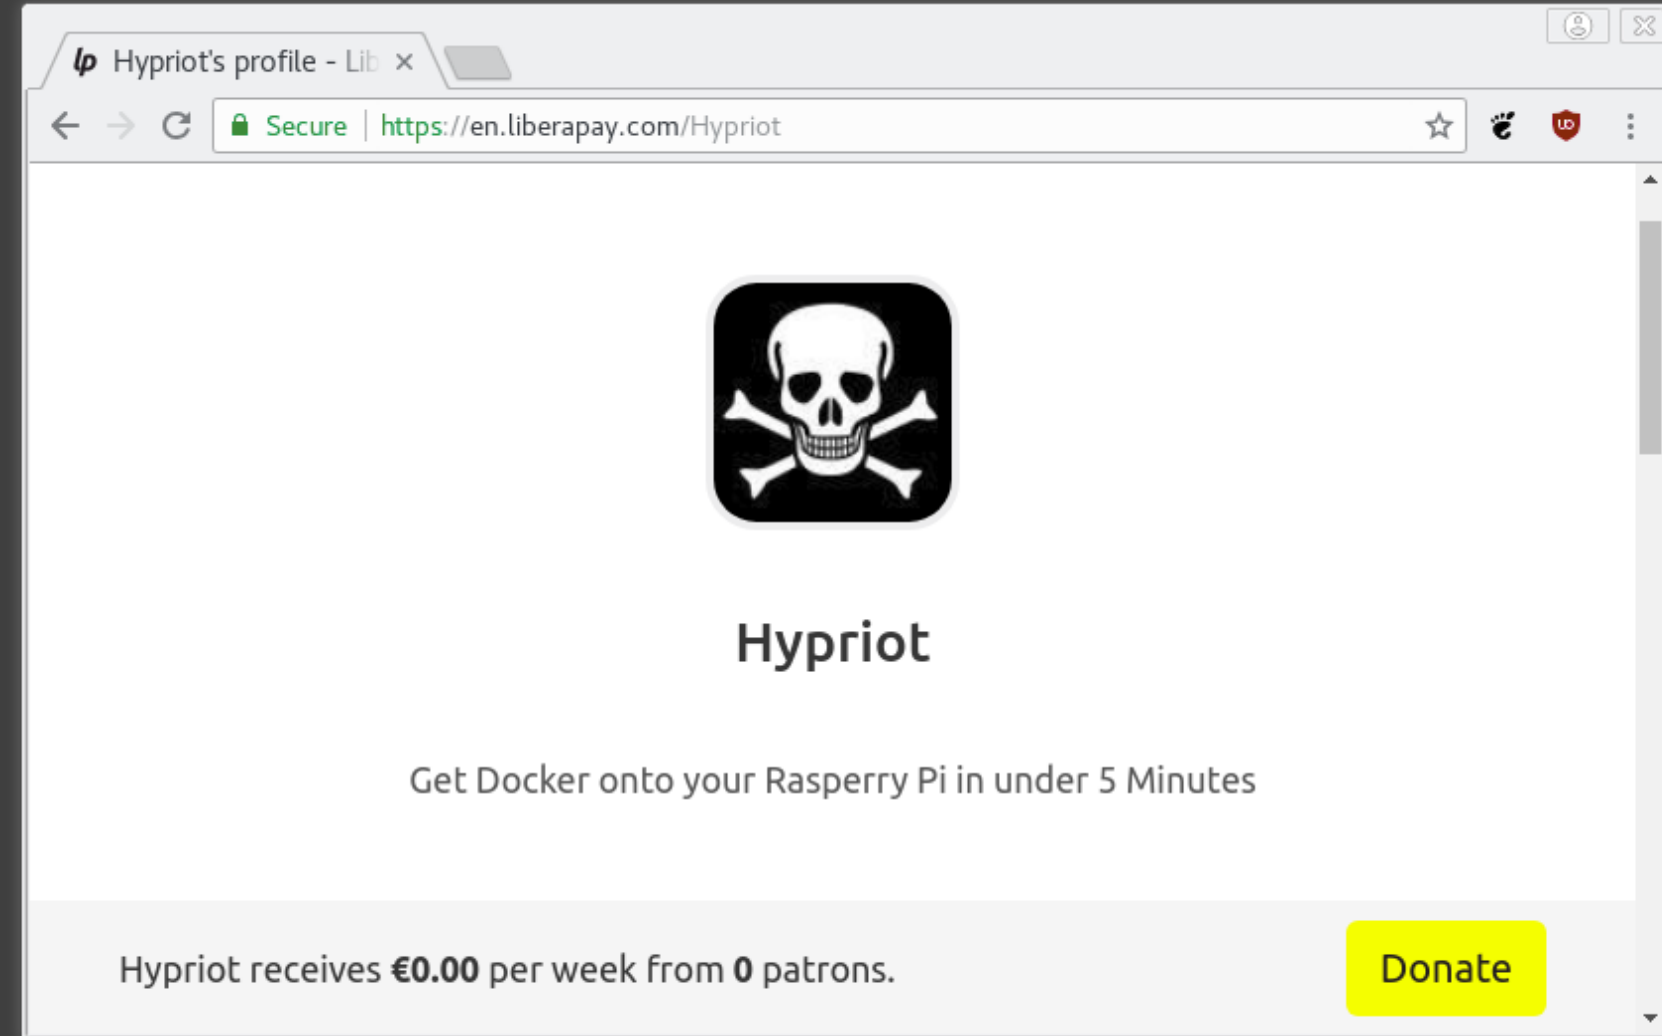 lp Hypriot's profile - Lib
Secure https://en.liberapay.com/Hypriot
Hypriot
Get Docker onto your Rasperry Pi in under 5 Minutes
Hypriot receives €0.00 per week from 0 patrons.
Donate